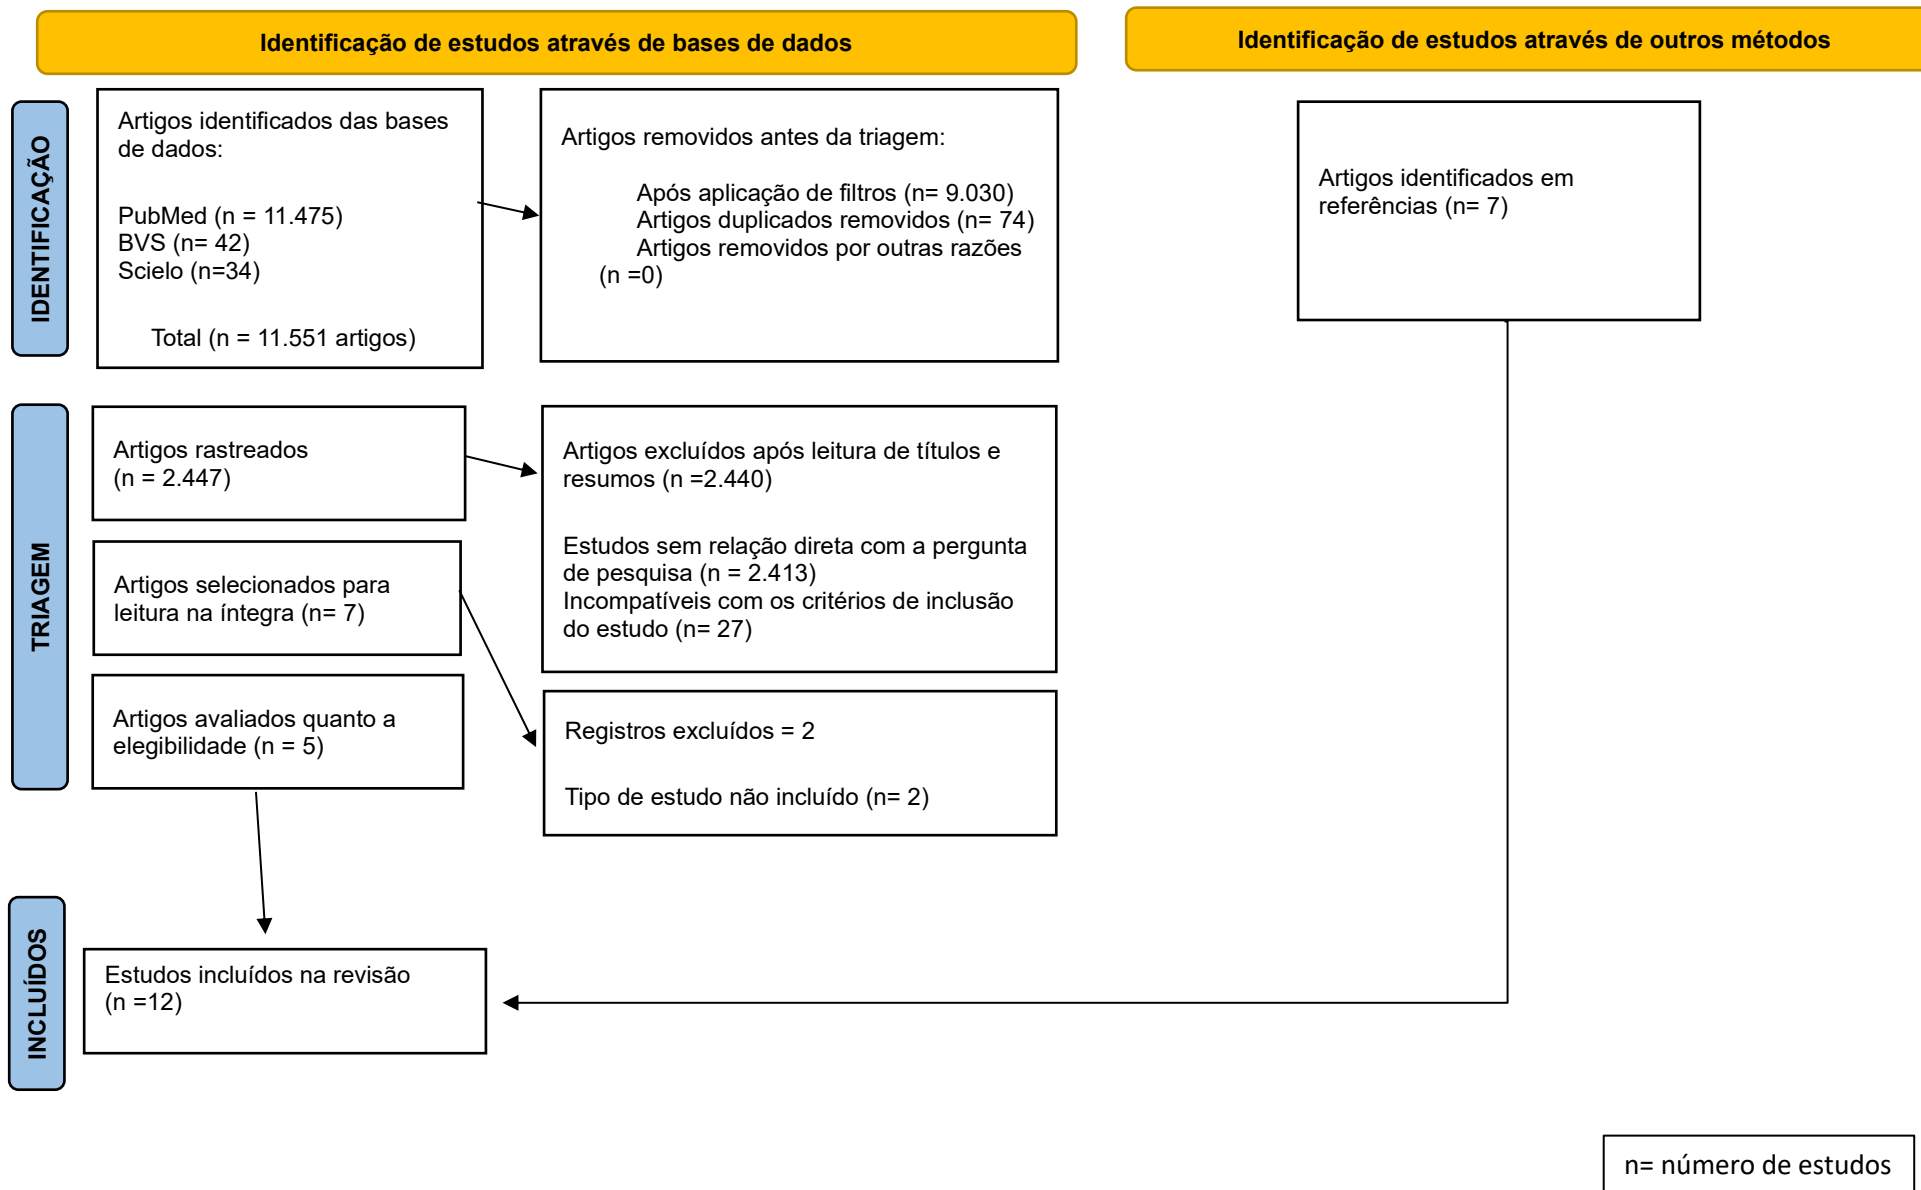 Identificação de estudos através de bases de dados
Identificação de estudos através de outros métodos
IDENTIFICAÇÃO
Artigos identificados das bases
de dados:
PubMed (n = 11.475)
BVS (n= 42)
Scielo (n=34)
Total (n = 11.551 artigos)
Artigos removidos antes da triagem:
Após aplicação de filtros (n= 9.030)
Artigos duplicados removidos (n= 74)
Artigos removidos por outras razões
(n =0)
Artigos identificados em
referências (n= 7)
TRIAGEM
Artigos rastreados
(n = 2.447)
Artigos excluídos após leitura de títulos e
resumos (n =2.440)
Estudos sem relação direta com a pergunta
de pesquisa (n = 2.413)
Incompatíveis com os critérios de inclusão
do estudo (n= 27)
Artigos selecionados para
leitura na íntegra (n= 7)
Artigos avaliados quanto a
elegibilidade (n = 5)
Registros excluídos = 2
Tipo de estudo não incluído (n= 2)
INCLUÍDOS
Estudos incluídos na revisão
(n =12)
n= número de estudos